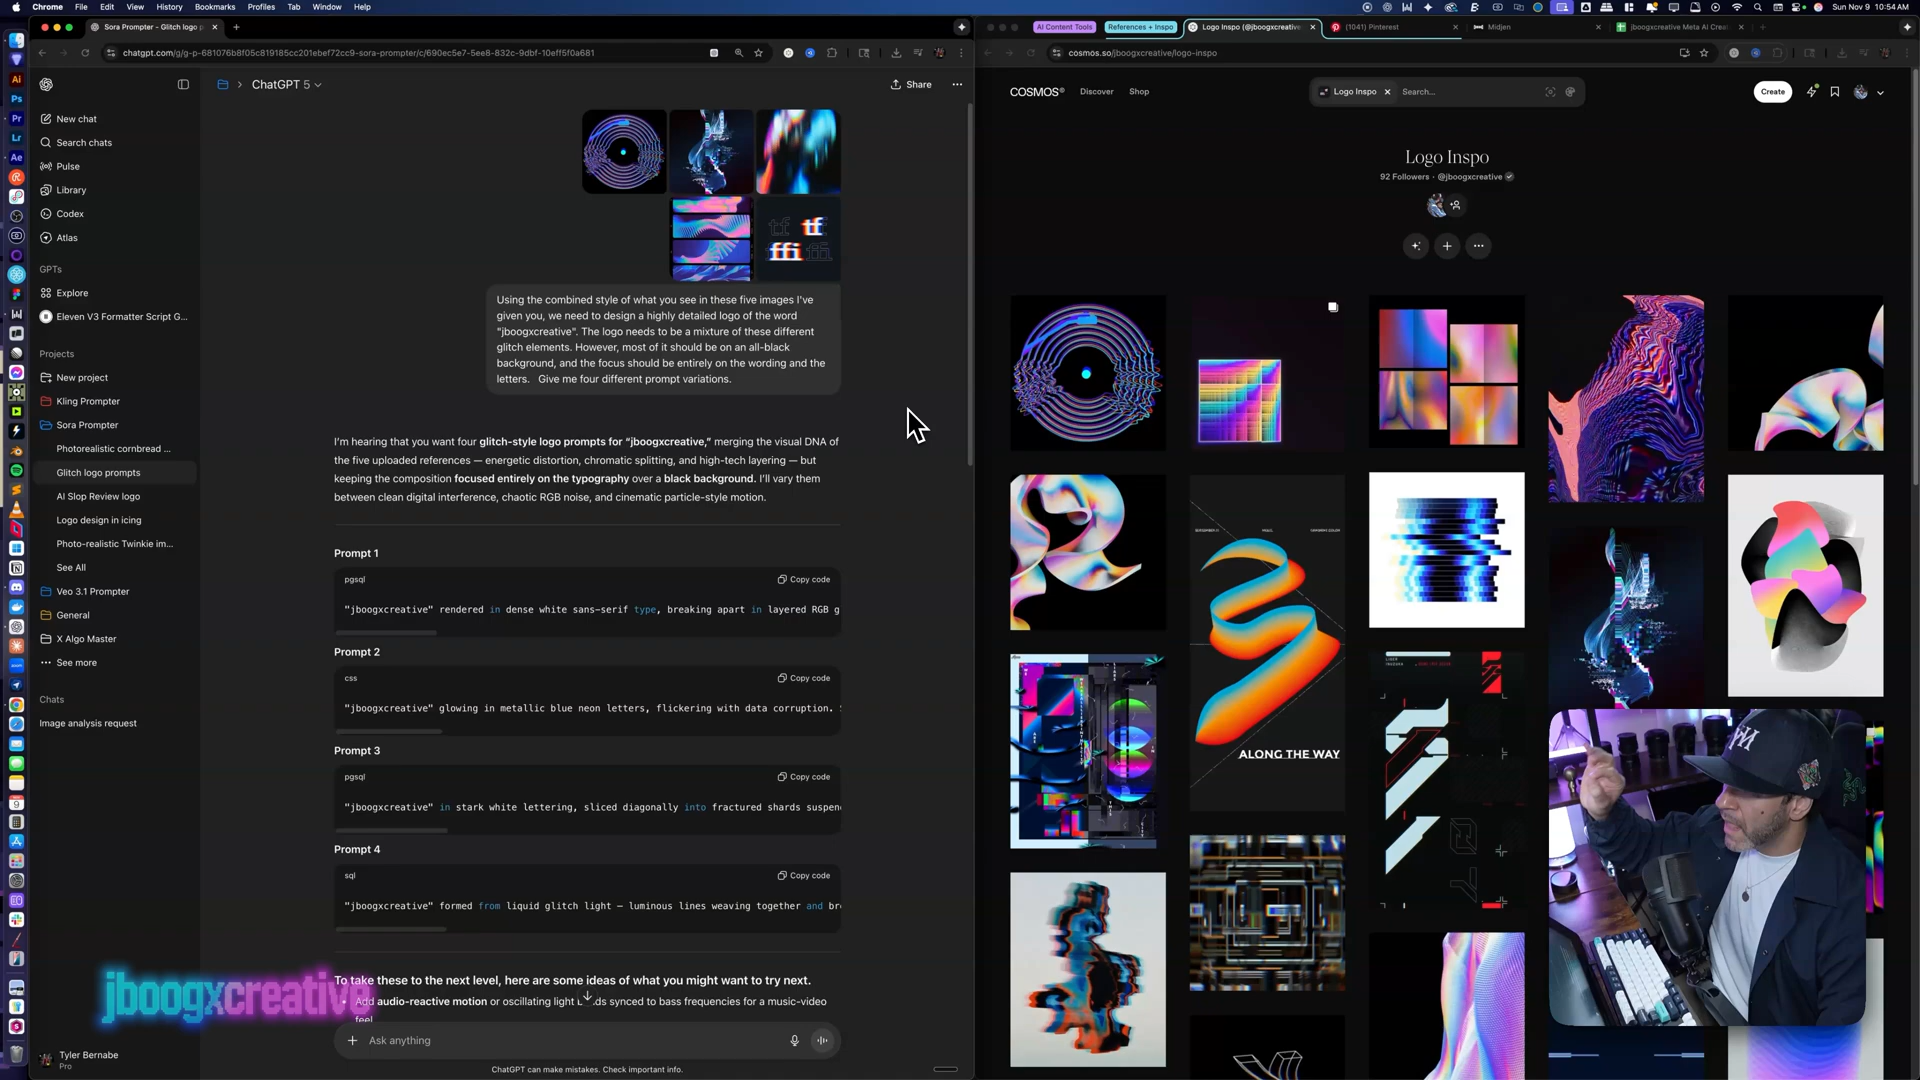 Chrome File Edit View History Bookmarks Profiles Tab Window Help
Sun Nov 9 10:54 AM
Sora Prompter - Glitch logo p
chatgpt.com/g/g-p-681076b8f05c819185cc201ebef72cc9-sora-prompter/c/690ec5e7-5ee8-832c-9dbf-10eff5f0a681
ChatGPT 5
Share
New chat
Search chats
Pulse
Library
Codex
Atlas
GPTs
Explore
Eleven V3 Formatter Script G...
Projects
New project
Kling Prompter
Sora Prompter
Photorealistic cornbread ...
Glitch logo prompts
AI Slop Review logo
Logo design in icing
Photo-realistic Twinkie im...
See All
Veo 3.1 Prompter
General
X Algo Master
See more
Chats
Image analysis request
Tyler Bernabe
Pro
tf tf
ffi ffi
Using the combined style of what you see in these five images I've
given you, we need to design a highly detailed logo of the word
"jboogxcreative". The logo needs to be a mixture of these different
glitch elements. However, most of it should be on an all-black
background, and the focus should be entirely on the wording and the
letters. Give me four different prompt variations.
I'm hearing that you want four glitch-style logo prompts for "jboogxcreative," merging the visual DNA of
the five uploaded references — energetic distortion, chromatic splitting, and high-tech layering — but
keeping the composition focused entirely on the typography over a black background. I'll vary them
between clean digital interference, chaotic RGB noise, and cinematic particle-style motion.
Prompt 1
pgsql
Copy code
"jboogxcreative" rendered in dense white sans-serif type, breaking apart in layered RGB g
Prompt 2
css
Copy code
"jboogxcreative" glowing in metallic blue neon letters, flickering with data corruption.
Prompt 3
pgsql
Copy code
"jboogxcreative" in stark white lettering, sliced diagonally into fractured shards suspen
Prompt 4
sql
Copy code
"jboogxcreative" formed from liquid glitch light — luminous lines weaving together and br
To take these to the next level, here are some ideas of what you might want to try next.
Add audio-reactive motion or oscillating light ds synced to bass frequencies for a music-video
feel
Ask anything
ChatGPT can make mistakes. Check important info.
jboogxcreative
AI Content Tools
References + Inspo
Logo Inspo (@jboogxcreative
(1041) Pinterest
Midjen
jboogxcreative Meta AI Crea
cosmos.so/jboogxcreative/logo-inspo
COSMOS
Discover
Shop
Logo Inspo
Search...
Create
Logo Inspo
92 Followers · @jboogxcreative
ALONG THE WAY